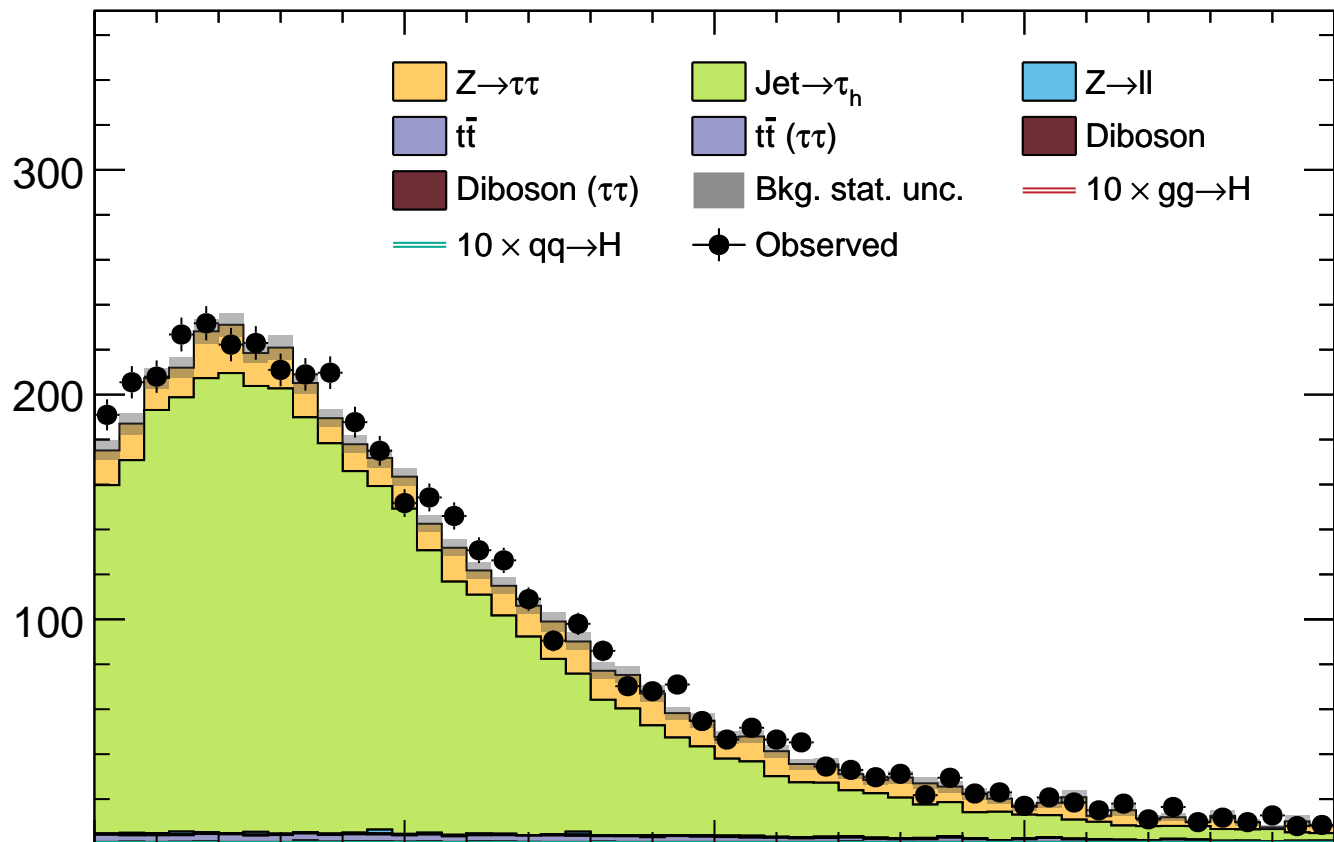 Z→ττ Jet→τₕ Z→ll
tt̄ tt̄ (ττ) Diboson
Diboson (ττ) Bkg. stat. unc. 10 × gg→H
10 × qq→H Observed
300
200
100